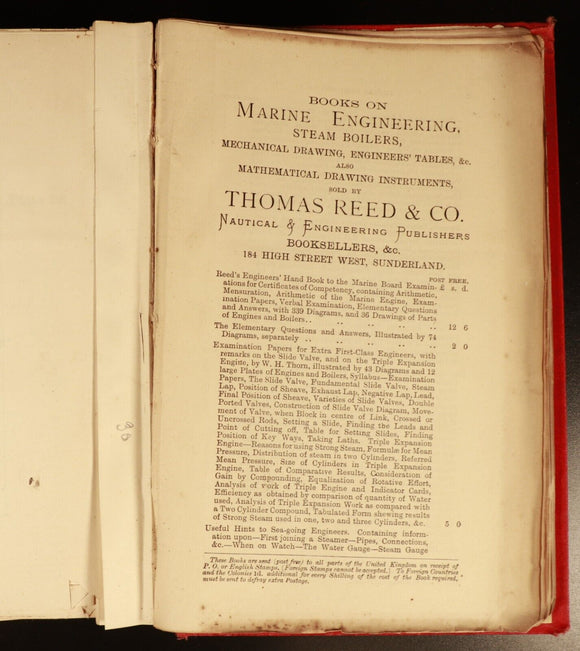 BOOKS ON
MARINE ENGINEERING,
STEAM BOILERS,
MECHANICAL DRAWING, ENGINEERS' TABLES, &c.
ALSO
MATHEMATICAL DRAWING INSTRUMENTS,
SOLD BY
THOMAS REED & CO.
NAUTICAL & ENGINEERING PUBLISHERS
BOOKSELLERS, &c.
184 HIGH STREET WEST, SUNDERLAND.
POST FREE.
Reed's Engineers' Hand Book to the Marine Board Examin- £ s. d.
ations for Certificates of Competency, containing Arithmetic,
Mensuration, Arithmetic of the Marine Engine, Exam-
ination Papers, Verbal Examination, Elementary Questions
and Answers, with 339 Diagrams, and 36 Drawings of Parts
of Engines and Boilers.. .. .. .. .. .. 12 6
The Elementary Questions and Answers, Illustrated by 74
Diagrams, separately .. .. .. .. .. .. 2 0
Examination Papers for Extra First-Class Engineers, with
remarks on the Slide Valve, and on the Triple Expansion
Engine, by W. H. Thorn, illustrated by 43 Diagrams and 12
large Plates of Engines and Boilers, Syllabus—Examination
Papers, The Slide Valve, Fundamental Slide Valve, Steam
Lap, Position of Sheave, Exhaust Lap, Negative Lap, Lead,
Final Position of Sheave, Varieties of Slide Valves, Double
Ported Valves, Construction of Slide Valve Diagram, Move-
ment of Valve, when Block in centre of Link, Crossed or
Uncrossed Rods, Setting a Slide, Finding the Leads and
Point of Cutting off, Table for Setting Slides, Finding
Position of Key Ways, Taking Laths. Triple Expansion
Engine—Reasons for using Strong Steam, Formulæ for Mean
Pressure, Distribution of steam in two Cylinders, Referred
Mean Pressure, Size of Cylinders in Triple Expansion
Engine, Table of Comparative Results, Consideration of
Gain by Compounding, Equalization of Rotative Effort,
Analysis of work of Triple Engine and Indicator Cards,
Efficiency as obtained by comparison of quantity of Water
used, Analysis of Triple Expansion Work as compared with
a Two Cylinder Compound, Tabulated Form shewing results
of Strong Steam used in one, two and three Cylinders, &c. 5 0
Useful Hints to Sea-going Engineers. Containing inform-
ation upon—First joining a Steamer—Pipes, Connections,
&c.—When on Watch—The Water Gauge—Steam Gauge
These Books are sent (post free) to all parts of the United Kingdom on receipt of
P. O. or English Stamps. (Foreign Stamps cannot be accepted.) To Foreign Countries
and the Colonies 1d. additional for every Shilling of the cost of the Book required,
must be sent to defray extra Postage.